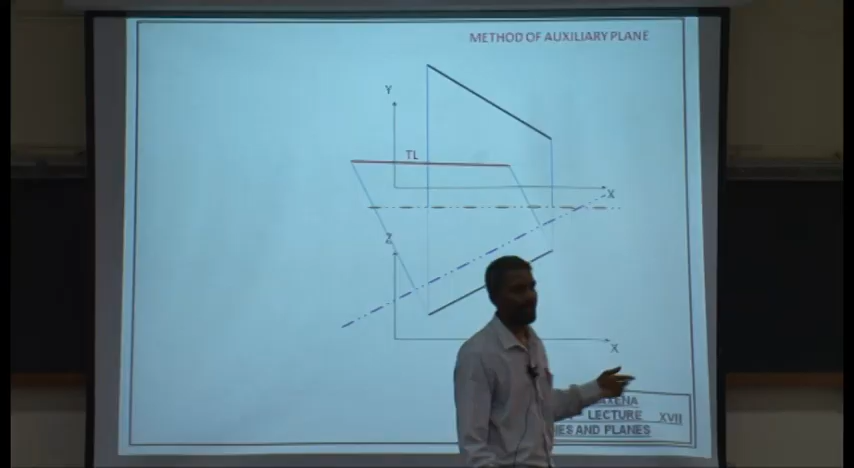 METHOD OF AUXILIARY PLANE
Y
TL
X
Z
X
LECTURE XVII
AND PLANES